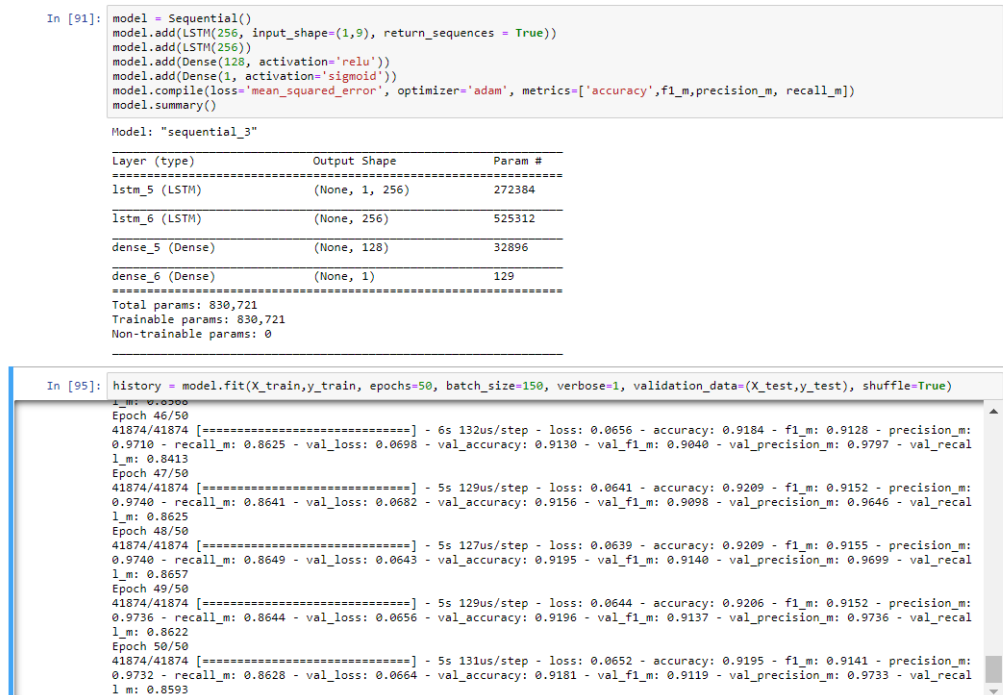 In [91]: model = Sequential()
model.add(LSTM(256, input_shape=(1,9), return_sequences = True))
model.add(LSTM(256))
model.add(Dense(128, activation='relu'))
model.add(Dense(1, activation='sigmoid'))
model.compile(loss='mean_squared_error', optimizer='adam', metrics=['accuracy',f1_m,precision_m, recall_m])
model.summary()
Model: "sequential_3"
Layer (type) Output Shape Param #
=================================================================
lstm_5 (LSTM) (None, 1, 256) 272384
lstm_6 (LSTM) (None, 256) 525312
dense_5 (Dense) (None, 128) 32896
dense_6 (Dense) (None, 1) 129
=================================================================
Total params: 830,721
Trainable params: 830,721
Non-trainable params: 0
In [95]: history = model.fit(X_train,y_train, epochs=50, batch_size=150, verbose=1, validation_data=(X_test,y_test), shuffle=True)
l_m: 0.8568
Epoch 46/50
41874/41874 [==============================] - 6s 132us/step - loss: 0.0656 - accuracy: 0.9184 - f1_m: 0.9128 - precision_m:
0.9710 - recall_m: 0.8625 - val_loss: 0.0698 - val_accuracy: 0.9130 - val_f1_m: 0.9040 - val_precision_m: 0.9797 - val_recal
l_m: 0.8413
Epoch 47/50
41874/41874 [==============================] - 5s 129us/step - loss: 0.0641 - accuracy: 0.9209 - f1_m: 0.9152 - precision_m:
0.9740 - recall_m: 0.8641 - val_loss: 0.0682 - val_accuracy: 0.9156 - val_f1_m: 0.9098 - val_precision_m: 0.9646 - val_recal
l_m: 0.8625
Epoch 48/50
41874/41874 [==============================] - 5s 127us/step - loss: 0.0639 - accuracy: 0.9209 - f1_m: 0.9155 - precision_m:
0.9740 - recall_m: 0.8649 - val_loss: 0.0643 - val_accuracy: 0.9195 - val_f1_m: 0.9140 - val_precision_m: 0.9699 - val_recal
l_m: 0.8657
Epoch 49/50
41874/41874 [==============================] - 5s 129us/step - loss: 0.0644 - accuracy: 0.9206 - f1_m: 0.9152 - precision_m:
0.9736 - recall_m: 0.8644 - val_loss: 0.0656 - val_accuracy: 0.9196 - val_f1_m: 0.9137 - val_precision_m: 0.9736 - val_recal
l_m: 0.8622
Epoch 50/50
41874/41874 [==============================] - 5s 131us/step - loss: 0.0652 - accuracy: 0.9195 - f1_m: 0.9141 - precision_m:
0.9732 - recall_m: 0.8628 - val_loss: 0.0664 - val_accuracy: 0.9181 - val_f1_m: 0.9119 - val_precision_m: 0.9733 - val_recal
l_m: 0.8593